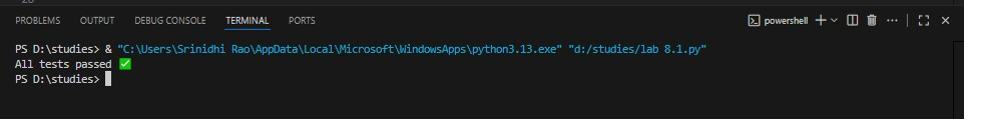 PROBLEMS OUTPUT DEBUG CONSOLE TERMINAL PORTS powershell
PS D:\studies> & "C:\Users\Srinidhi Rao\AppData\Local\Microsoft\WindowsApps\python3.13.exe" "d:/studies/lab 8.1.py"
All tests passed ✅
PS D:\studies>